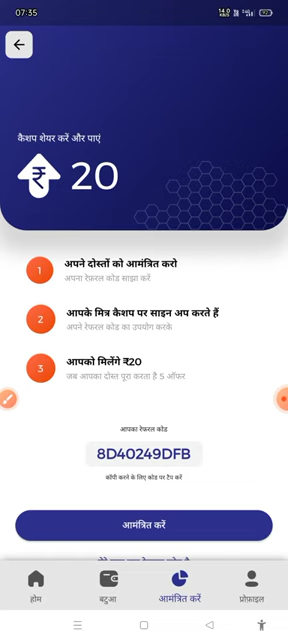 07:35
कैशप शेयर करें और पाएं
₹ 20
1
अपने दोस्तों को आमंत्रित करो
अपना रेफ़रल कोड साझा करें
2
आपके मित्र कैशप पर साइन अप करते हैं
अपने रेफरल कोड का उपयोग करके
3
आपको मिलेंगे ₹20
जब आपका दोस्त पूरा करता है 5 ऑफर
आपका रेफरल कोड
8D40249DFB
कॉपी करने के लिए कोड पर टैप करें
आमंत्रित करें
होम
बटुआ
आमंत्रित करें
प्रोफ़ाइल